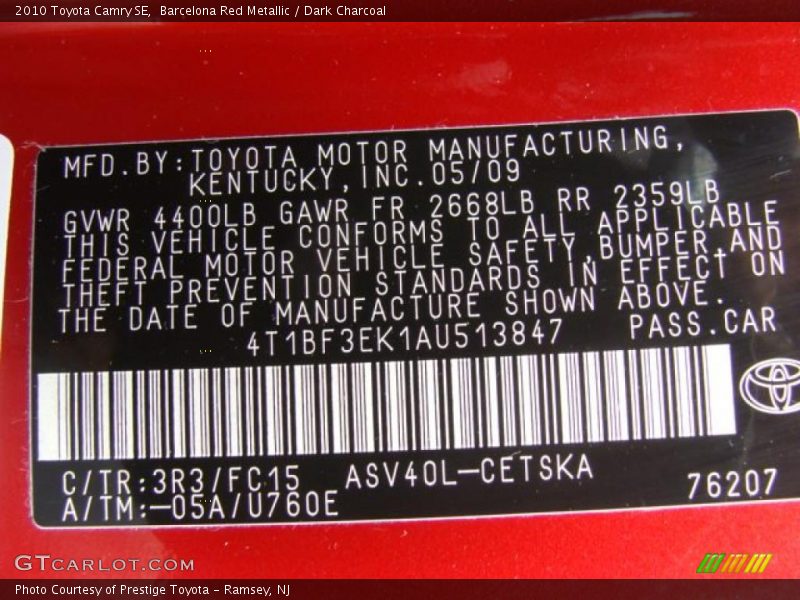 2010 Toyota Camry SE, Barcelona Red Metallic / Dark Charcoal
MFD.BY:TOYOTA MOTOR MANUFACTURING,
KENTUCKY,INC.05/09
GVWR 4400LB GAWR FR 2668LB RR 2359LB
THIS VEHICLE CONFORMS TO ALL APPLICABLE
FEDERAL MOTOR VEHICLE SAFETY,BUMPER,AND
THEFT PREVENTION STANDARDS IN EFFECT ON
THE DATE OF MANUFACTURE SHOWN ABOVE.
4T1BF3EK1AU513847 PASS.CAR
C/TR:3R3/FC15 ASV40L-CETSKA
A/TM:-05A/U760E 76207
GTCARLOT.COM
Photo Courtesy of Prestige Toyota - Ramsey, NJ